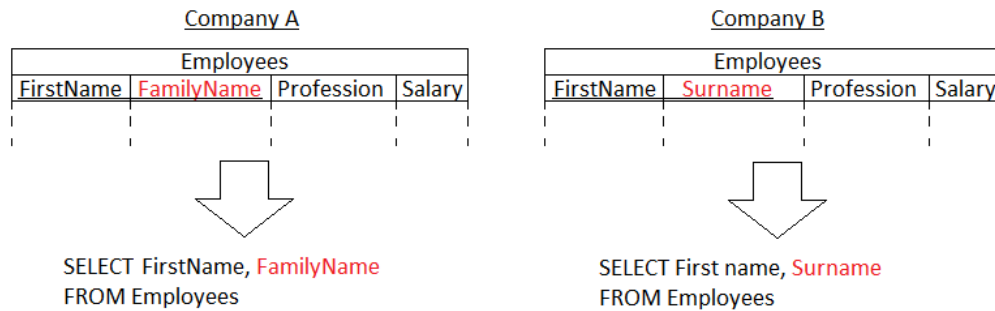 Company A
Employees
FirstName FamilyName Profession Salary
SELECT FirstName, FamilyName
FROM Employees
Company B
Employees
FirstName Surname Profession Salary
SELECT First name, Surname
FROM Employees